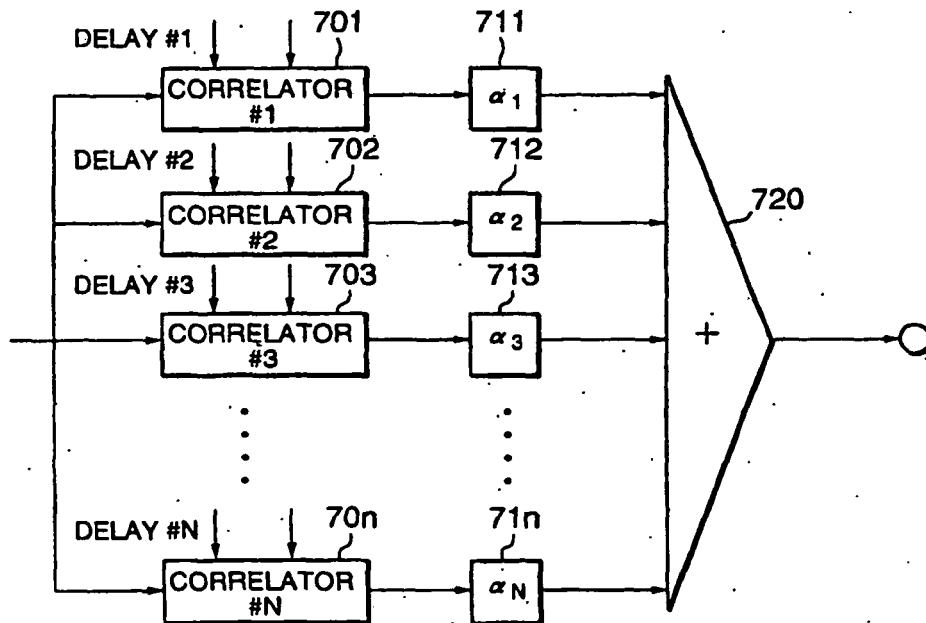 701
711
DELAY #1
CORRELATOR
#1
α1
702
712
DELAY #2
CORRELATOR
#2
α2
720
703
713
DELAY #3
CORRELATOR
#3
α3
+
70n
71n
DELAY #N
CORRELATOR
#N
αN